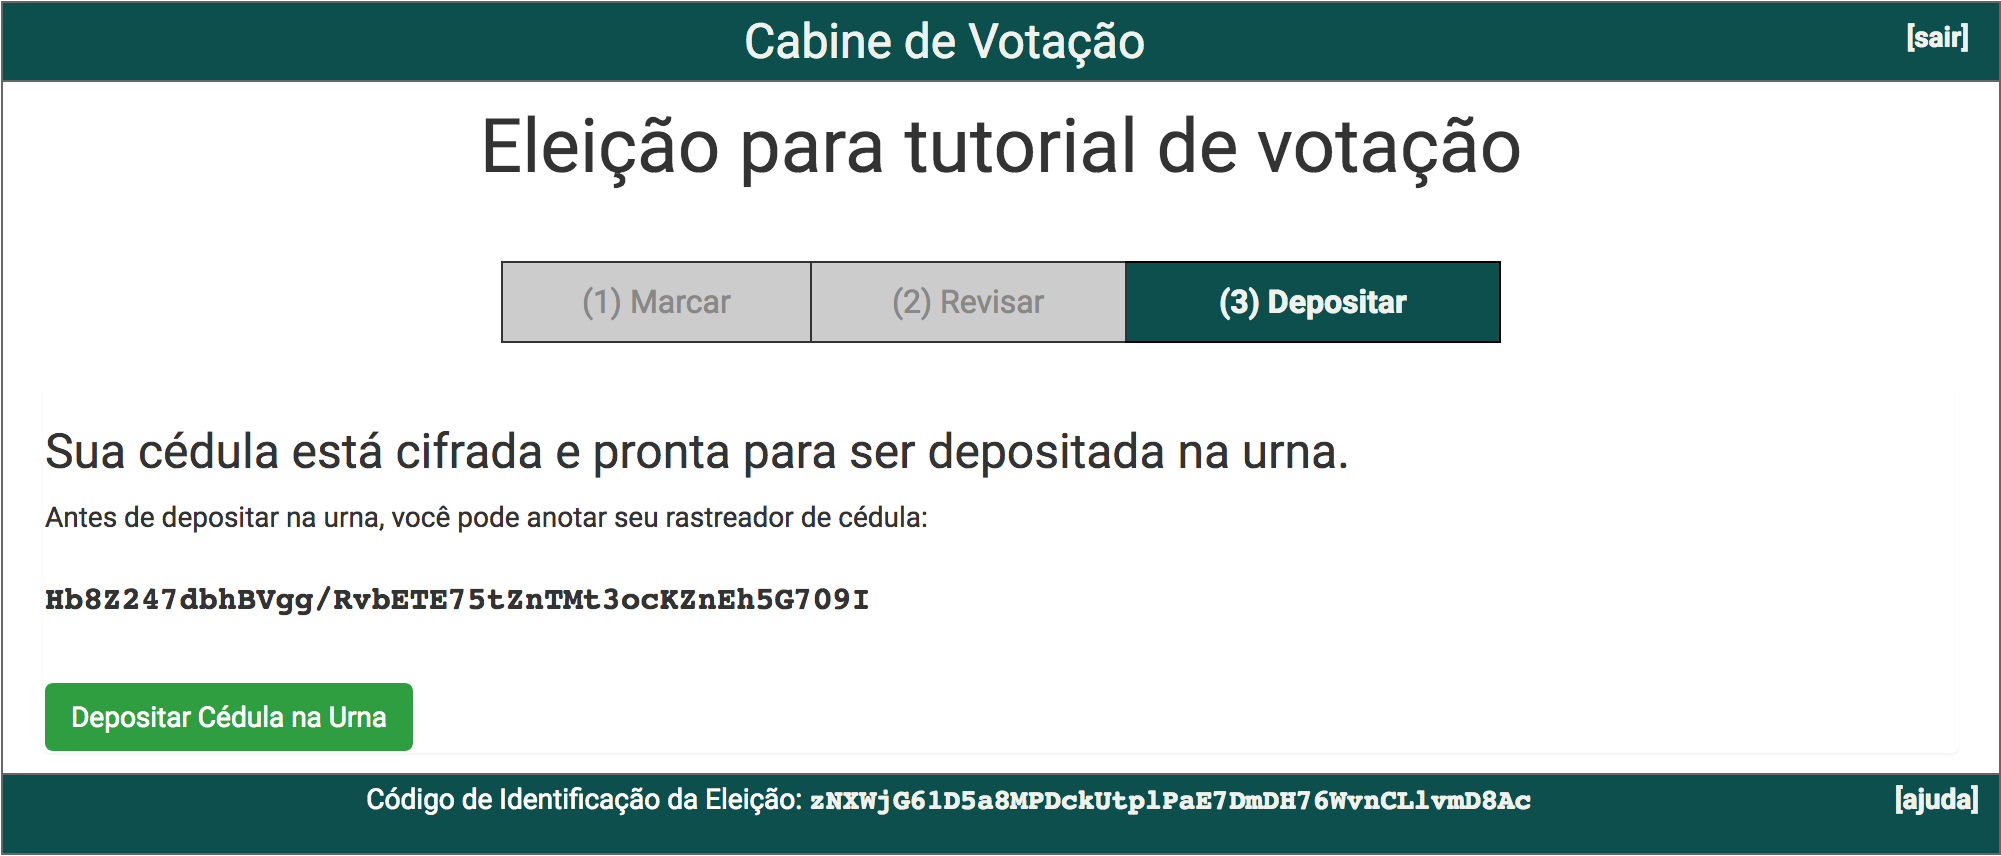 Cabine de Votação
[sair]
Eleição para tutorial de votação
(1) Marcar
(2) Revisar
(3) Depositar
Sua cédula está cifrada e pronta para ser depositada na urna.
Antes de depositar na urna, você pode anotar seu rastreador de cédula:
Hb8Z247dbhBVgg/RvbETE75tZnTMt3ocKZnEh5G709I
Depositar Cédula na Urna
Código de Identificação da Eleição: zNXWjG61D5a8MPDckUtplPaE7DmDH76WvnCLlvmD8Ac
[ajuda]